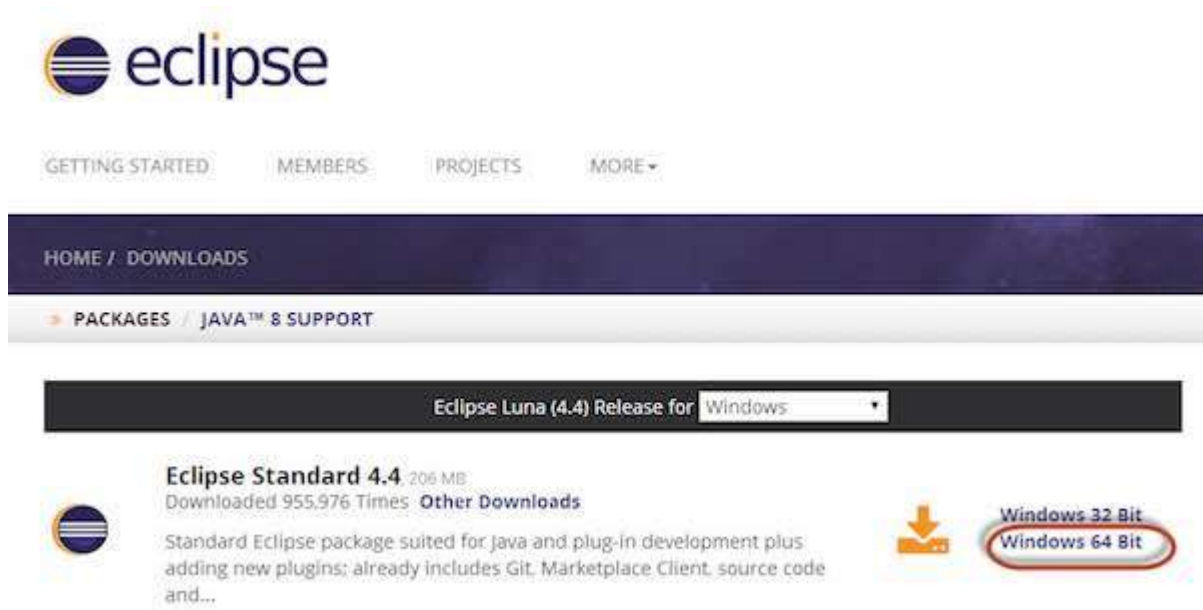 eclipse
GETTING STARTED MEMBERS PROJECTS MORE
HOME / DOWNLOADS
» PACKAGES / JAVA™ 8 SUPPORT
Eclipse Luna (4.4) Release for Windows
Eclipse Standard 4.4 206 MB
Downloaded 955,976 Times Other Downloads
Standard Eclipse package suited for Java and plug-in development plus
adding new plugins; already includes Git, Marketplace Client, source code
and...
Windows 32 Bit
Windows 64 Bit